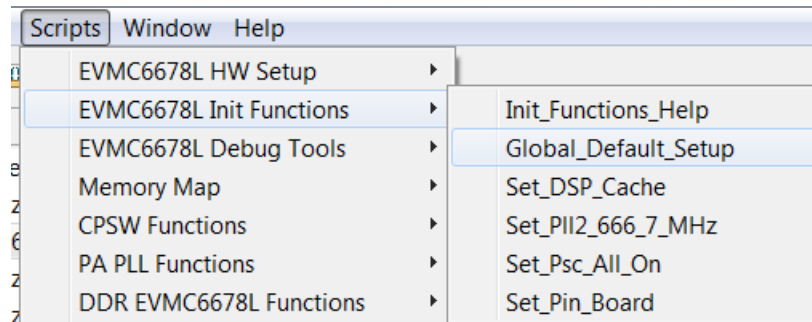 Scripts Window Help
EVMC6678L HW Setup
EVMC6678L Init Functions
EVMC6678L Debug Tools
Memory Map
CPSW Functions
PA PLL Functions
DDR EVMC6678L Functions
Init_Functions_Help
Global_Default_Setup
Set_DSP_Cache
Set_Pll2_666_7_MHz
Set_Psc_All_On
Set_Pin_Board